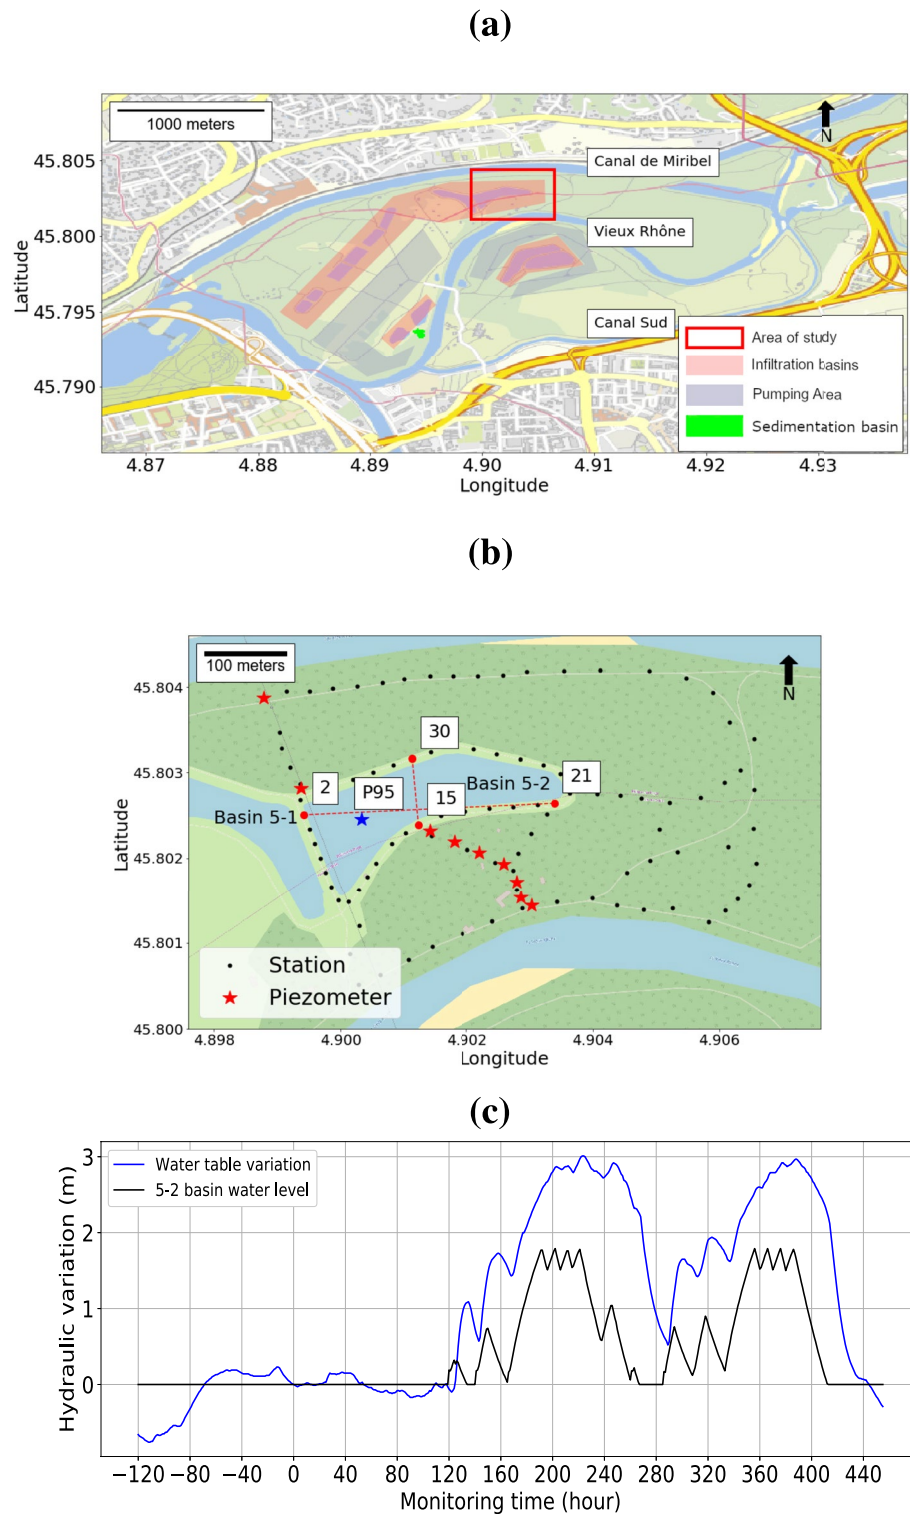 (a)
1000 meters
N
Canal de Miribel
Vieux Rhône
Canal Sud
Area of study
Infiltration basins
Pumping Area
Sedimentation basin
45.805
45.800
45.795
45.790
Latitude
4.87 4.88 4.89 4.90 4.91 4.92 4.93
Longitude
(b)
100 meters
N
30
2
P95
15
Basin 5-2
21
Basin 5-1
Station
Piezometer
45.804
45.803
45.802
45.801
45.800
Latitude
4.898 4.900 4.902 4.904 4.906
Longitude
(c)
Water table variation
5-2 basin water level
3
2
1
0
Hydraulic variation (m)
−120 −80 −40 0 40 80 120 160 200 240 280 320 360 400 440
Monitoring time (hour)